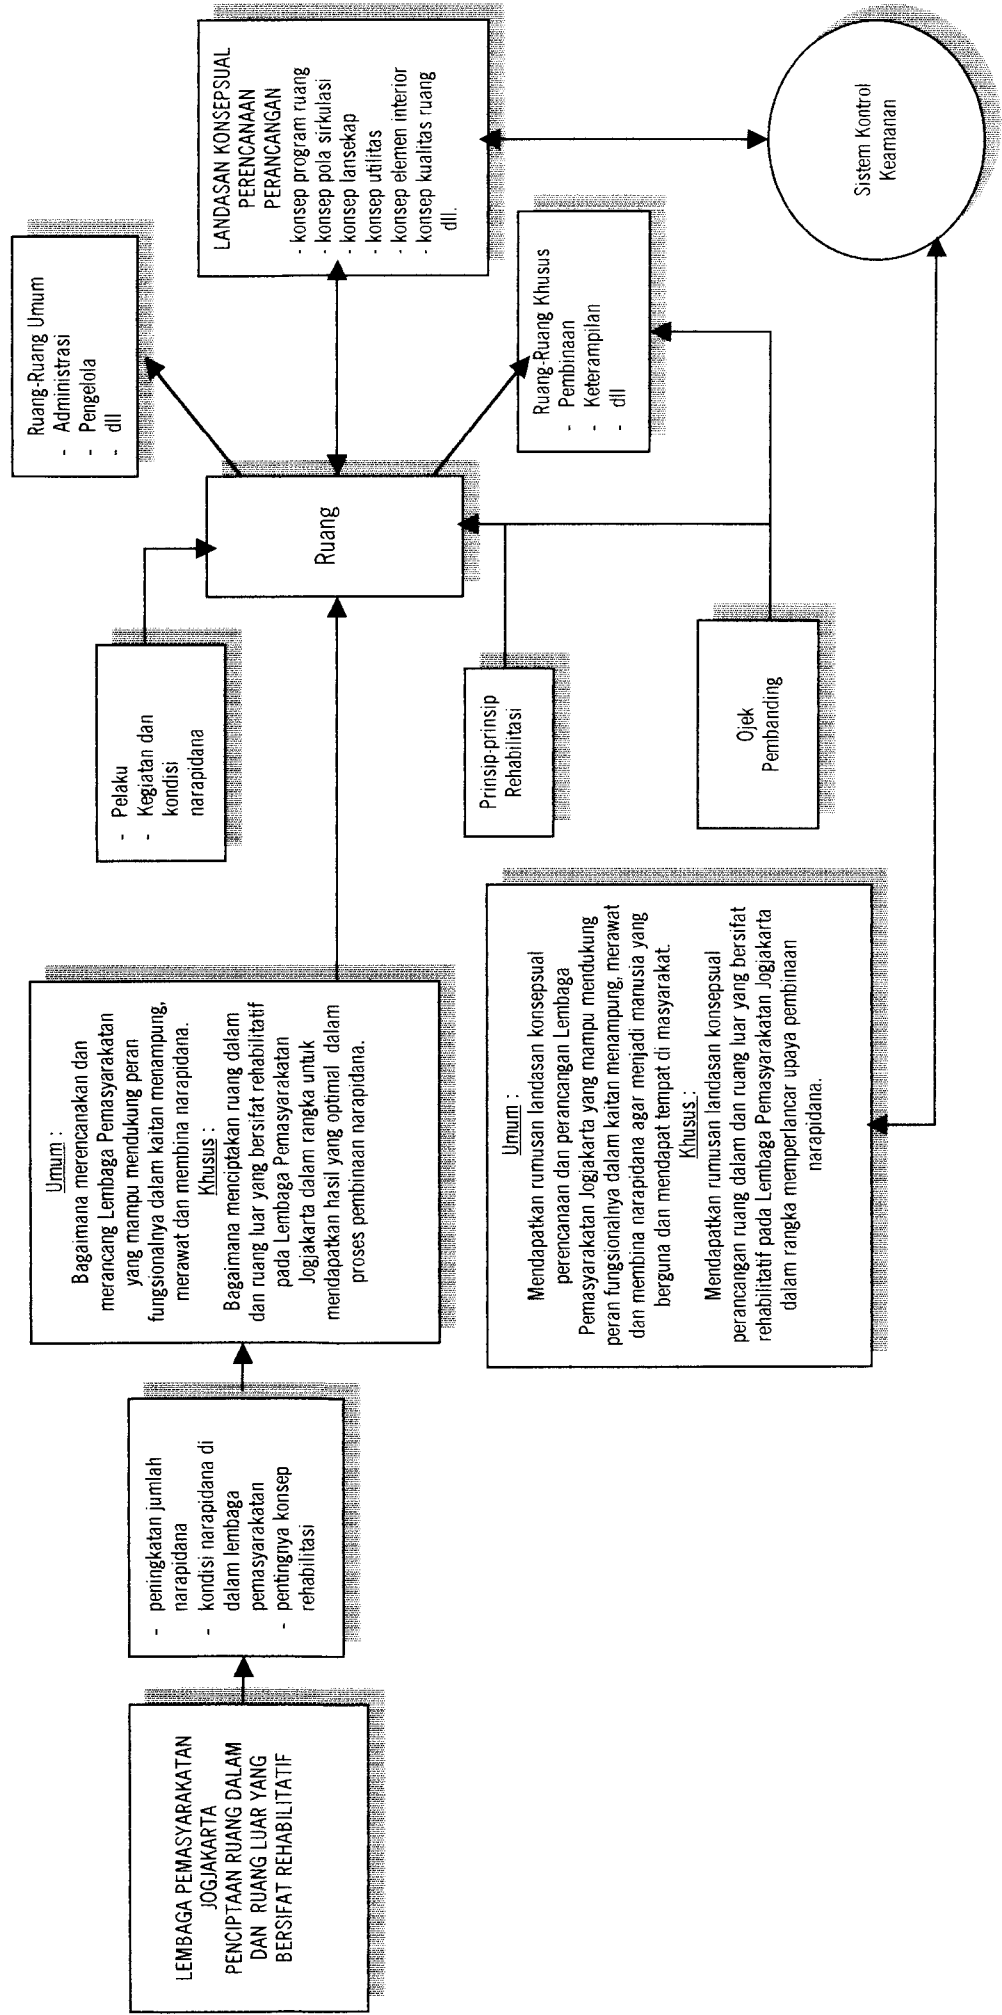 LEMBAGA PEMASYARAKATAN
JOGJAKARTA
PENCIPTAAN RUANG DALAM
DAN RUANG LUAR YANG
BERSIFAT REHABILITATIF
- peningkatan jumlah
narapidana
- kondisi narapidana di
dalam lembaga
pemasyarakatan
- pentingnya konsep
rehabilitasi
Umum :
Bagaimana merencanakan dan
merancang Lembaga Pemasyarakatan
yang mampu mendukung peran
fungsionalnya dalam kaitan menampung,
merawat dan membina narapidana.
Khusus :
Bagaimana menciptakan ruang dalam
dan ruang luar yang bersifat rehabilitatif
pada Lembaga Pemasyarakatan
Jogjakarta dalam rangka untuk
mendapatkan hasil yang optimal dalam
proses pembinaan narapidana.
Umum :
Mendapatkan rumusan landasan konsepsual
perencanaan dan perancangan Lembaga
Pemasyarakatan Jogjakarta yang mampu mendukung
peran fungsionalnya dalam kaitan menampung, merawat
dan membina narapidana agar menjadi manusia yang
berguna dan mendapat tempat di masyarakat.
Khusus :
Mendapatkan rumusan landasan konsepsual
perancangan ruang dalam dan ruang luar yang bersifat
rehabilitatif pada Lembaga Pemasyarakatan Jogjakarta
dalam rangka memperlancar upaya pembinaan
narapidana.
- Pelaku
- Kegiatan dan
kondisi
narapidana
Prinsip-prinsip
Rehabilitasi
Ojek
Pembanding
Ruang
Ruang-Ruang Umum
- Administrasi
- Pengelola
- dll
Ruang-Ruang Khusus
- Pembinaan
- Keterampilan
- dll
LANDASAN KONSEPSUAL
PERENCANAAN
PERANCANGAN
- konsep program ruang
- konsep pola sirkulasi
- konsep lansekap
- konsep utilitas
- konsep elemen interior
- konsep kualitas ruang
dll.
Sistem Kontrol
Keamanan